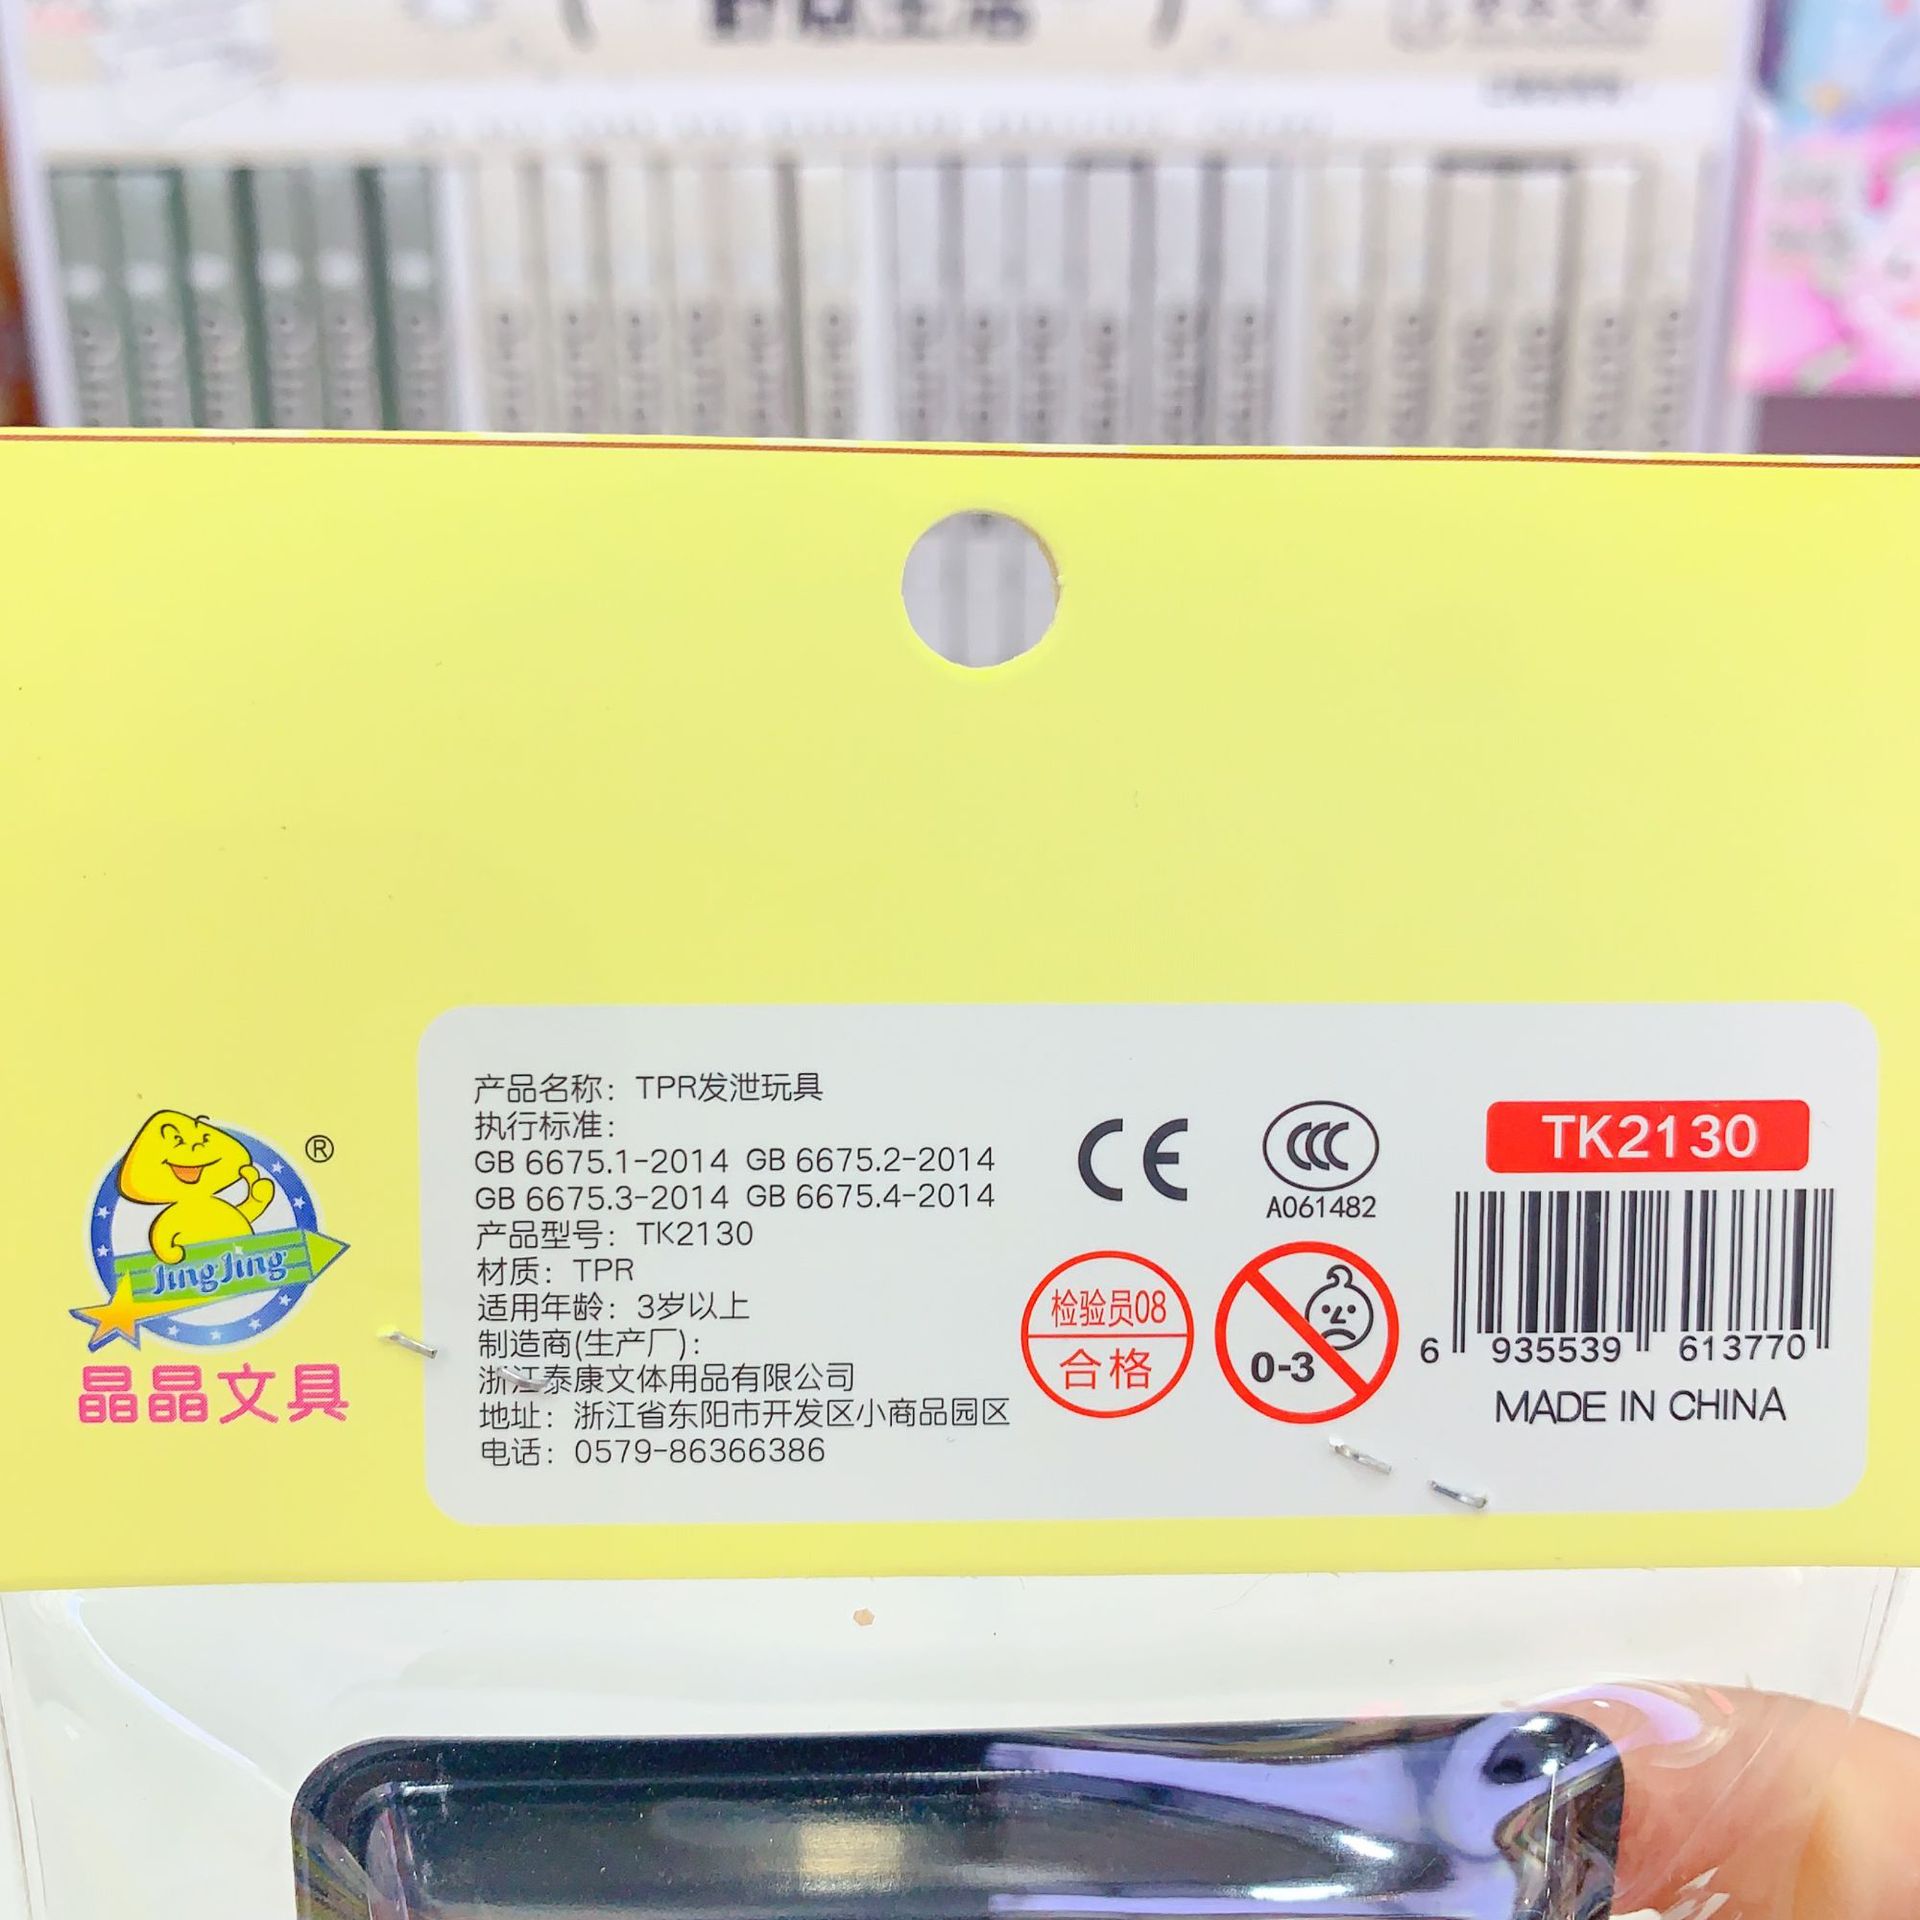 产品名称：TPR发泄玩具
执行标准：
GB 6675.1-2014 GB 6675.2-2014
GB 6675.3-2014 GB 6675.4-2014
产品型号：TK2130
材质：TPR
适用年龄：3岁以上
制造商(生产厂)：
浙江泰康文体用品有限公司
地址：浙江省东阳市开发区小商品园区
电话：0579-86366386
CE
CCC
A061482
检验员08
合格
0-3
TK2130
6 935539 613770
MADE IN CHINA
®
JingJing
晶晶文具